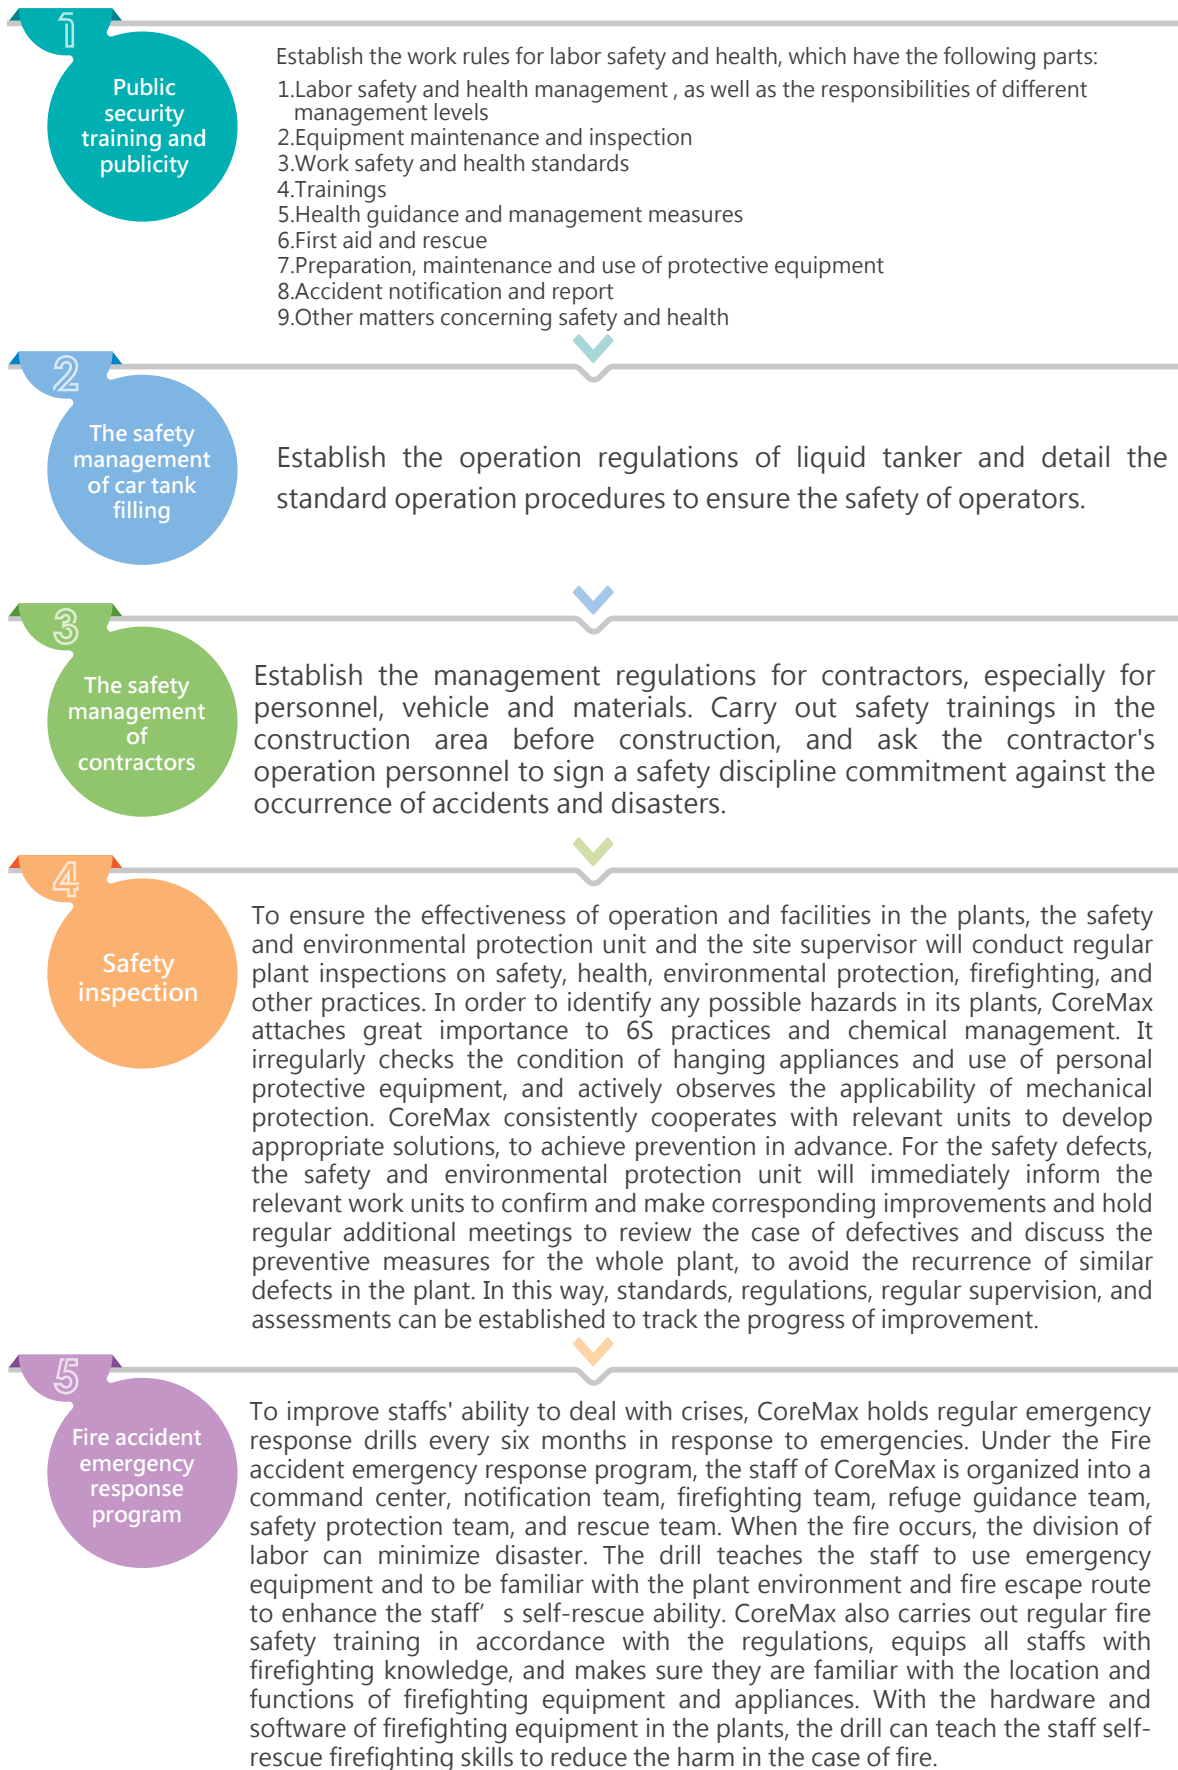 1
Public
security
training and
publicity
Establish the work rules for labor safety and health, which have the following parts:
1.Labor safety and health management , as well as the responsibilities of different
management levels
2.Equipment maintenance and inspection
3.Work safety and health standards
4.Trainings
5.Health guidance and management measures
6.First aid and rescue
7.Preparation, maintenance and use of protective equipment
8.Accident notification and report
9.Other matters concerning safety and health
2
The safety
management
of car tank
filling
Establish the operation regulations of liquid tanker and detail the
standard operation procedures to ensure the safety of operators.
3
The safety
management
of
contractors
Establish the management regulations for contractors, especially for
personnel, vehicle and materials. Carry out safety trainings in the
construction area before construction, and ask the contractor's
operation personnel to sign a safety discipline commitment against the
occurrence of accidents and disasters.
4
Safety
inspection
To ensure the effectiveness of operation and facilities in the plants, the safety
and environmental protection unit and the site supervisor will conduct regular
plant inspections on safety, health, environmental protection, firefighting, and
other practices. In order to identify any possible hazards in its plants, CoreMax
attaches great importance to 6S practices and chemical management. It
irregularly checks the condition of hanging appliances and use of personal
protective equipment, and actively observes the applicability of mechanical
protection. CoreMax consistently cooperates with relevant units to develop
appropriate solutions, to achieve prevention in advance. For the safety defects,
the safety and environmental protection unit will immediately inform the
relevant work units to confirm and make corresponding improvements and hold
regular additional meetings to review the case of defectives and discuss the
preventive measures for the whole plant, to avoid the recurrence of similar
defects in the plant. In this way, standards, regulations, regular supervision, and
assessments can be established to track the progress of improvement.
5
Fire accident
emergency
response
program
To improve staffs' ability to deal with crises, CoreMax holds regular emergency
response drills every six months in response to emergencies. Under the Fire
accident emergency response program, the staff of CoreMax is organized into a
command center, notification team, firefighting team, refuge guidance team,
safety protection team, and rescue team. When the fire occurs, the division of
labor can minimize disaster. The drill teaches the staff to use emergency
equipment and to be familiar with the plant environment and fire escape route
to enhance the staff’ s self-rescue ability. CoreMax also carries out regular fire
safety training in accordance with the regulations, equips all staffs with
firefighting knowledge, and makes sure they are familiar with the location and
functions of firefighting equipment and appliances. With the hardware and
software of firefighting equipment in the plants, the drill can teach the staff self-
rescue firefighting skills to reduce the harm in the case of fire.